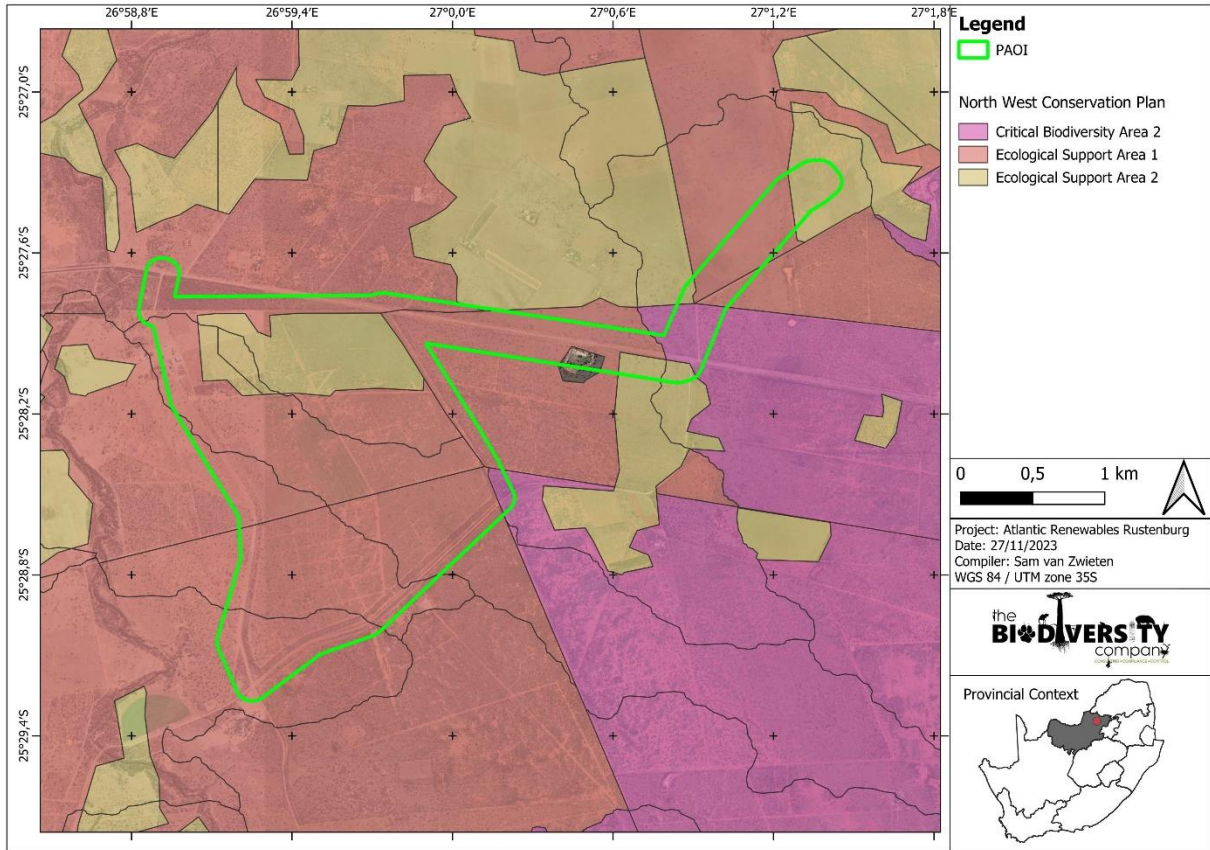 26°58,8'E
26°59,4'E
27°0,0'E
27°0,6'E
27°1,2'E
27°1,8'E
25°27,0'S
25°27,6'S
25°28,2'S
25°28,8'S
25°29,4'S
Legend
PAOI
North West Conservation Plan
Critical Biodiversity Area 2
Ecological Support Area 1
Ecological Support Area 2
0 0,5 1 km
Project: Atlantic Renewables Rustenburg
Date: 27/11/2023
Compiler: Sam van Zwieten
WGS 84 / UTM zone 35S
the
BIODIVERSITY
company
CONSULTING•COMPLIANCE•CONTROL
Provincial Context